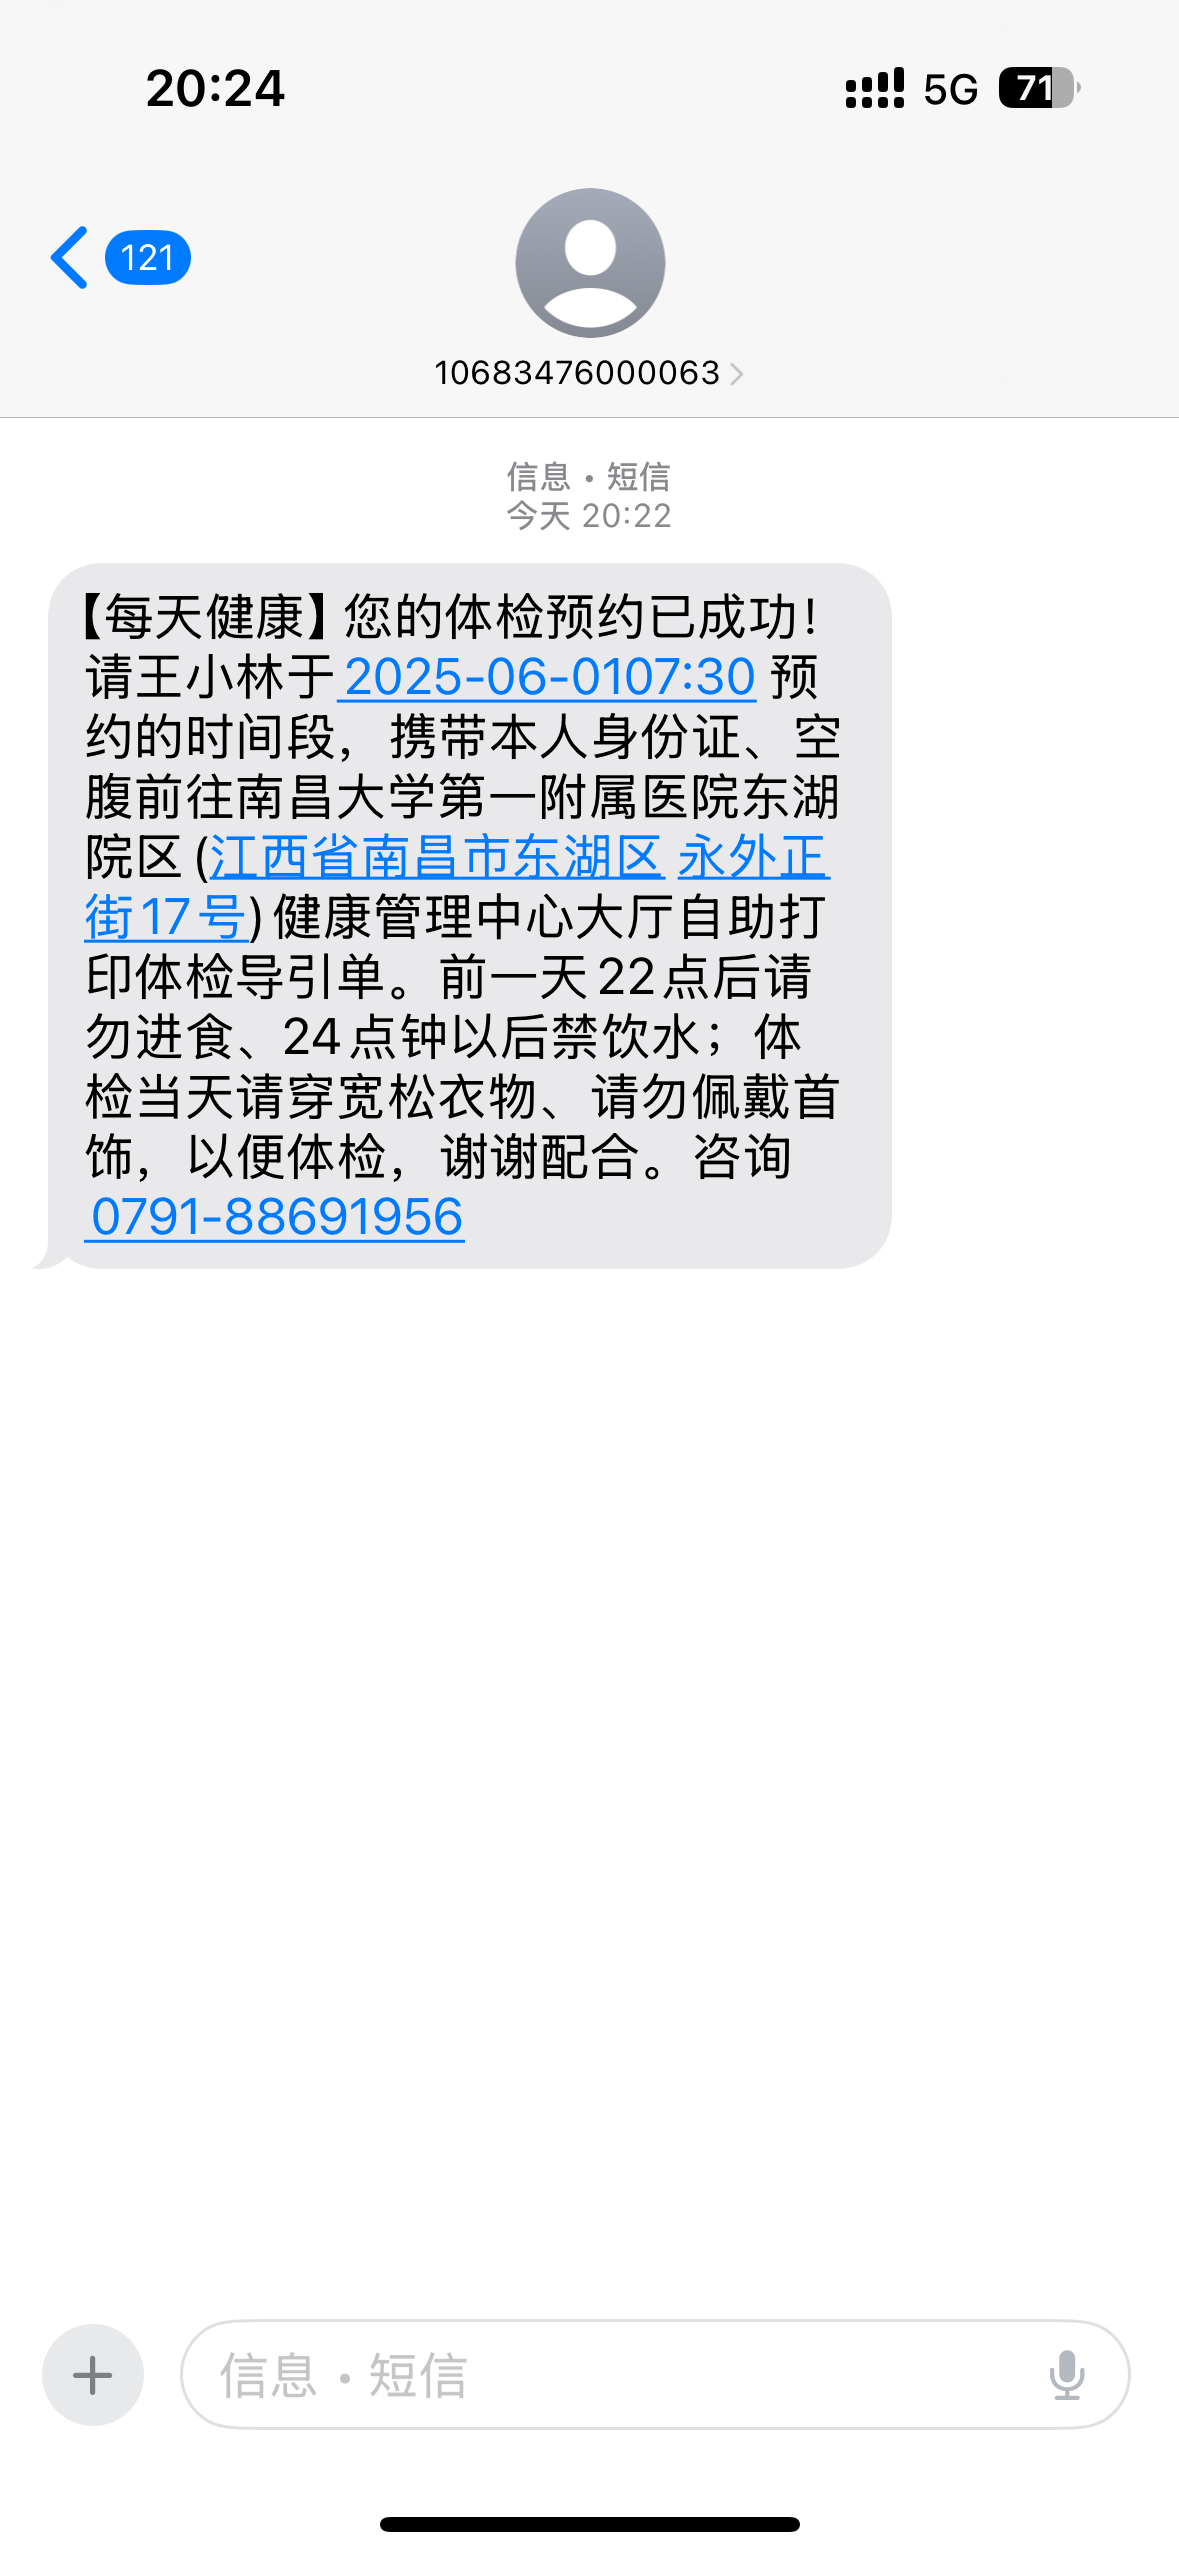 20:24
5G 71
121
10683476000063
信息 • 短信
今天 20:22
【每天健康】您的体检预约已成功！
请王小林于 2025-06-0107:30 预
约的时间段，携带本人身份证、空
腹前往南昌大学第一附属医院东湖
院区 (江西省南昌市东湖区 永外正
街 17 号) 健康管理中心大厅自助打
印体检导引单。前一天 22 点后请
勿进食、24 点钟以后禁饮水；体
检当天请穿宽松衣物、请勿佩戴首
饰，以便体检，谢谢配合。咨询
0791-88691956
信息 • 短信